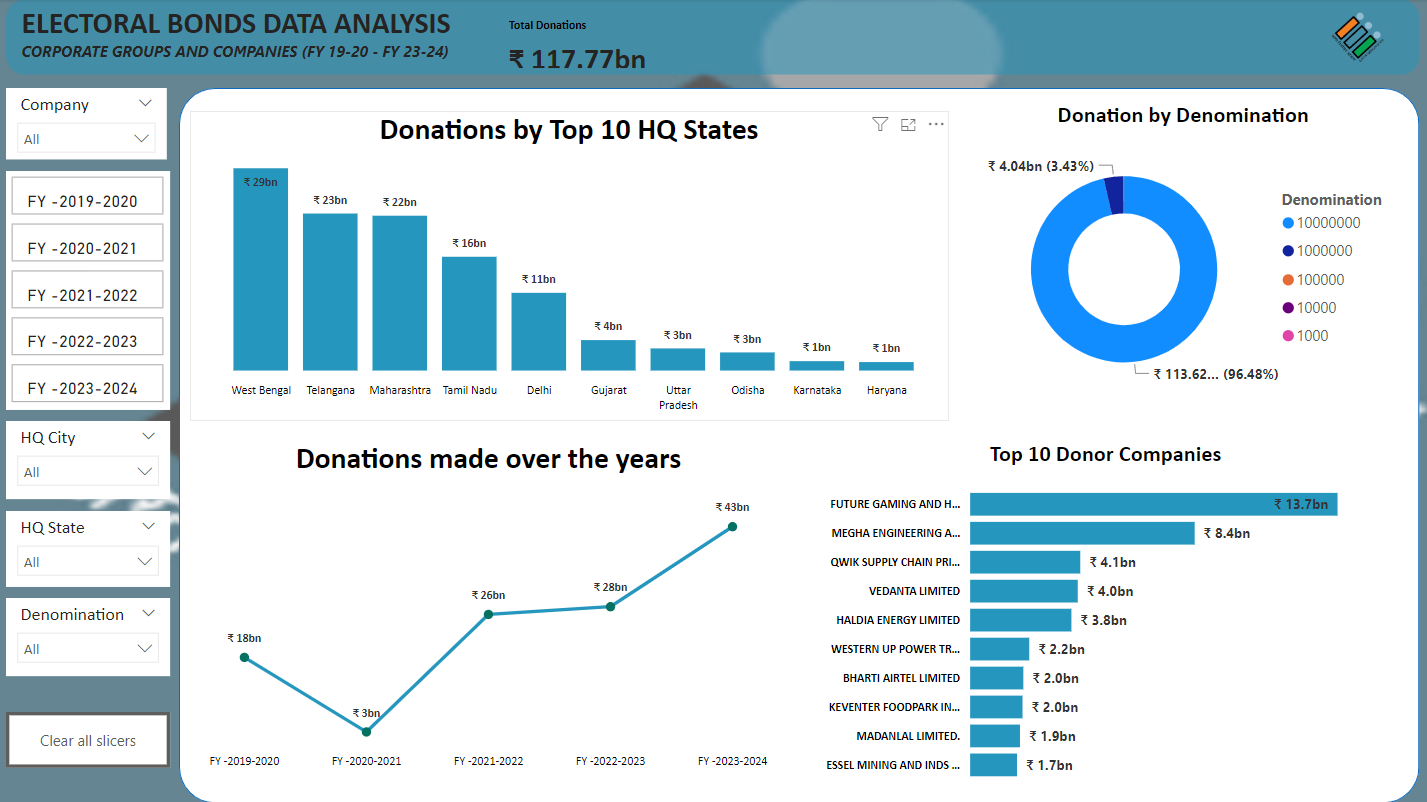 ELECTORAL BONDS DATA ANALYSIS
CORPORATE GROUPS AND COMPANIES (FY 19-20 - FY 23-24)
Total Donations
₹ 117.77bn
Company
All
FY -2019-2020
FY -2020-2021
FY -2021-2022
FY -2022-2023
FY -2023-2024
HQ City
All
HQ State
All
Denomination
All
Clear all slicers
Donations by Top 10 HQ States
₹ 29bn
₹ 23bn
₹ 22bn
₹ 16bn
₹ 11bn
₹ 4bn
₹ 3bn
₹ 3bn
₹ 1bn
₹ 1bn
West Bengal
Telangana
Maharashtra
Tamil Nadu
Delhi
Gujarat
Uttar
Pradesh
Odisha
Karnataka
Haryana
Donation by Denomination
₹ 4.04bn (3.43%)
₹ 113.62... (96.48%)
Denomination
10000000
1000000
100000
10000
1000
Donations made over the years
₹ 18bn
₹ 3bn
₹ 26bn
₹ 28bn
₹ 43bn
FY -2019-2020
FY -2020-2021
FY -2021-2022
FY -2022-2023
FY -2023-2024
Top 10 Donor Companies
FUTURE GAMING AND H... ₹ 13.7bn
MEGHA ENGINEERING A... ₹ 8.4bn
QWIK SUPPLY CHAIN PRI... ₹ 4.1bn
VEDANTA LIMITED ₹ 4.0bn
HALDIA ENERGY LIMITED ₹ 3.8bn
WESTERN UP POWER TR... ₹ 2.2bn
BHARTI AIRTEL LIMITED ₹ 2.0bn
KEVENTER FOODPARK IN... ₹ 2.0bn
MADANLAL LIMITED. ₹ 1.9bn
ESSEL MINING AND INDS ... ₹ 1.7bn